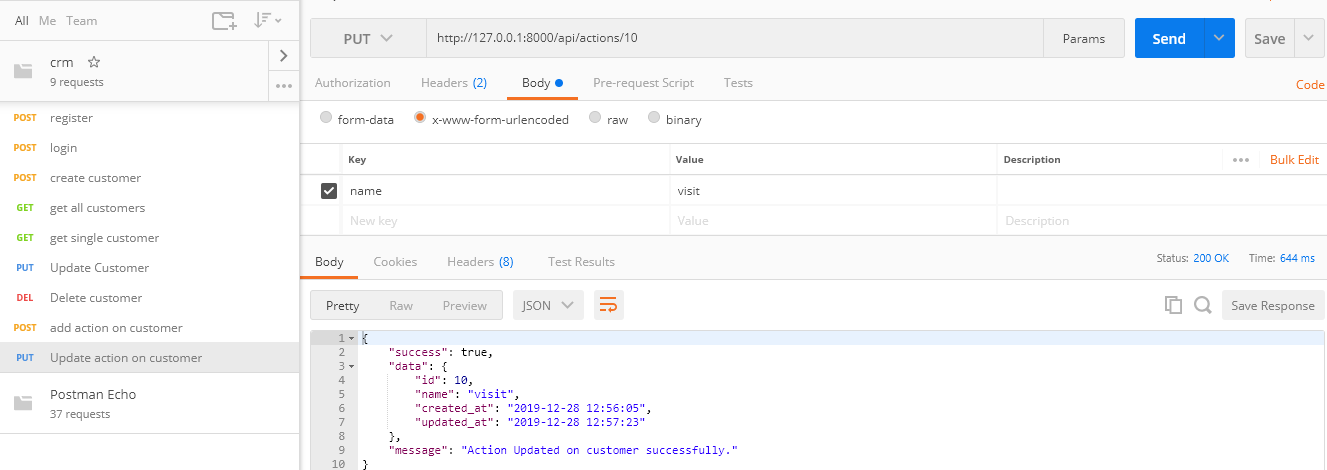 All Me Team
crm
9 requests
POST register
POST login
POST create customer
GET get all customers
GET get single customer
PUT Update Customer
DEL Delete customer
POST add action on customer
PUT Update action on customer
Postman Echo
37 requests
PUT http://127.0.0.1:8000/api/actions/10 Params Send Save
Authorization Headers (2) Body Pre-request Script Tests Code
form-data x-www-form-urlencoded raw binary
Key Value Description ••• Bulk Edit
name visit
New key Value Description
Body Cookies Headers (8) Test Results Status: 200 OK Time: 644 ms
Pretty Raw Preview JSON Save Response
1 {
2 "success": true,
3 "data": {
4 "id": 10,
5 "name": "visit",
6 "created_at": "2019-12-28 12:56:05",
7 "updated_at": "2019-12-28 12:57:23"
8 },
9 "message": "Action Updated on customer successfully."
10 }